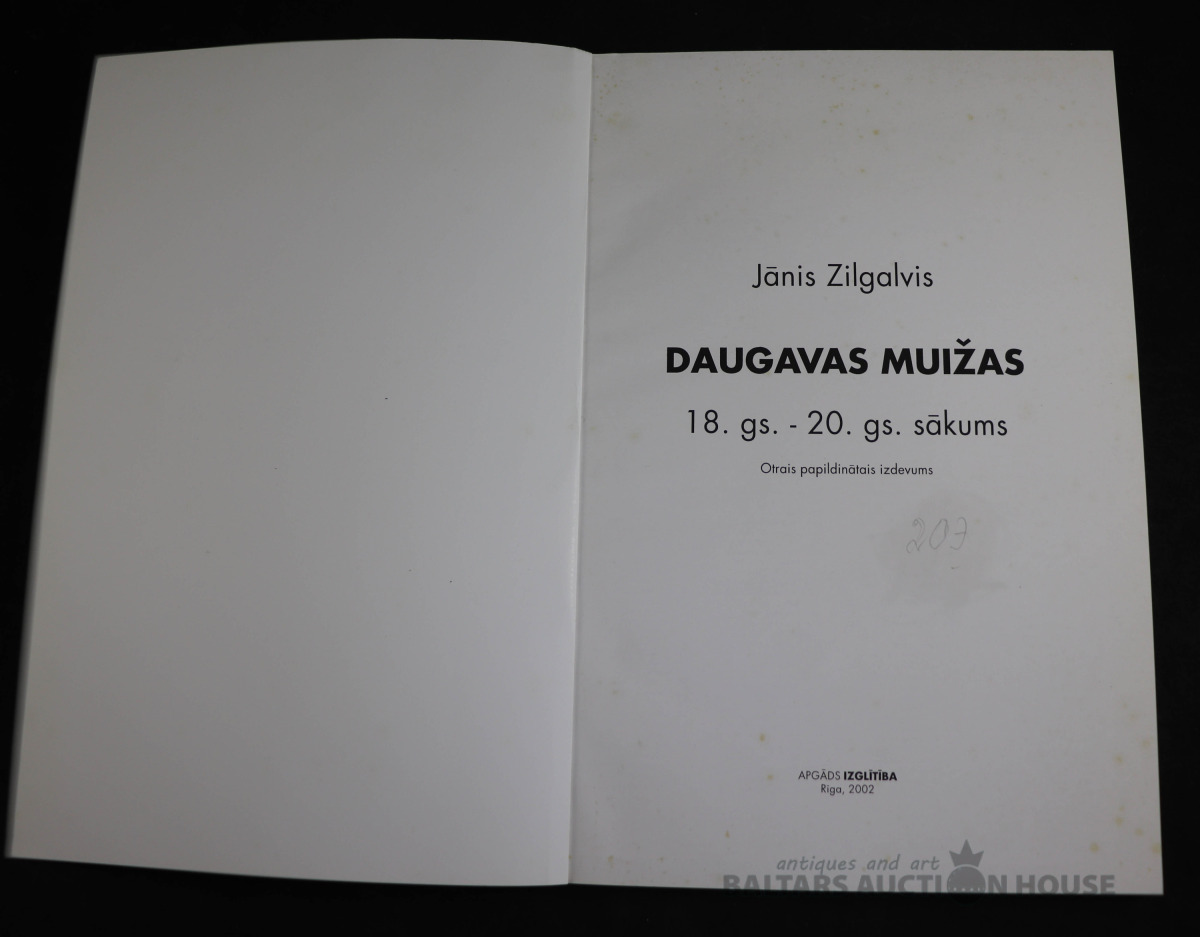 Jānis Zilgalvis
DAUGAVAS MUIŽAS
18. gs. - 20. gs. sākums
Otrais papildinātais izdevums
207
APGĀDS IZGLĪTĪBA
Rīga, 2002
antiques and art
BALTARS AUCTION HOUSE